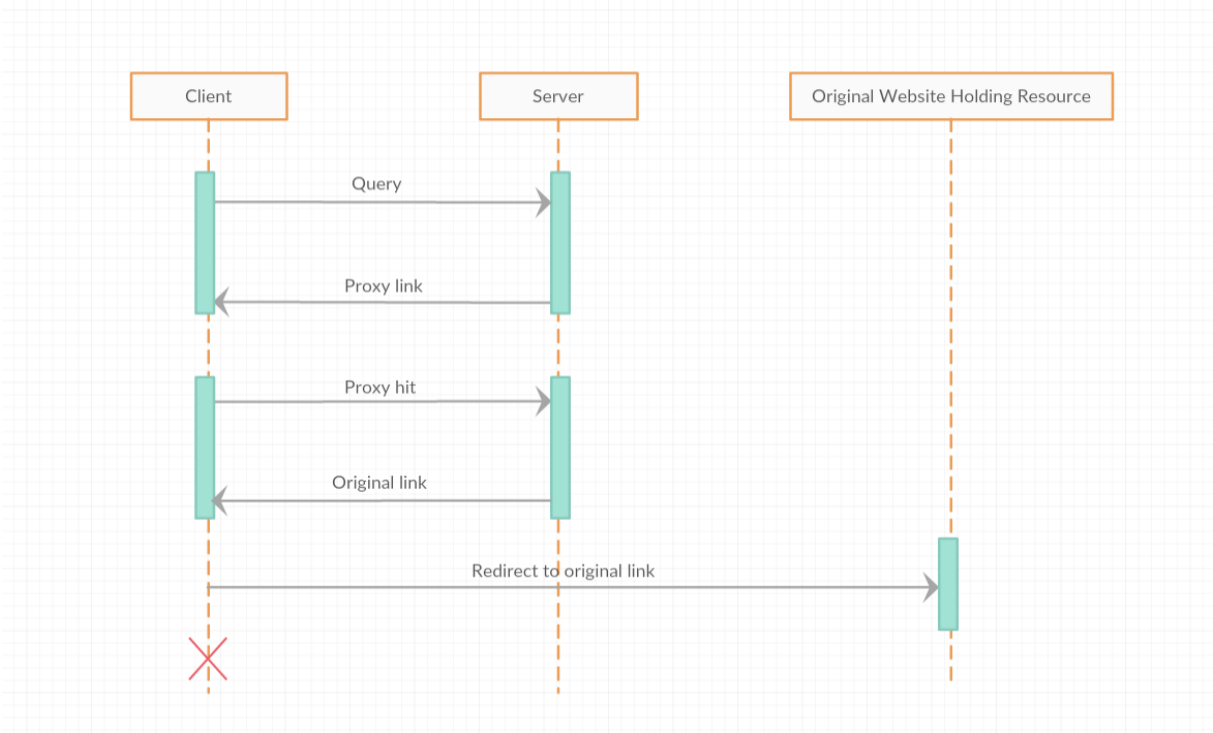 Client
Server
Original Website Holding Resource
Query
Proxy link
Proxy hit
Original link
Redirect to original link